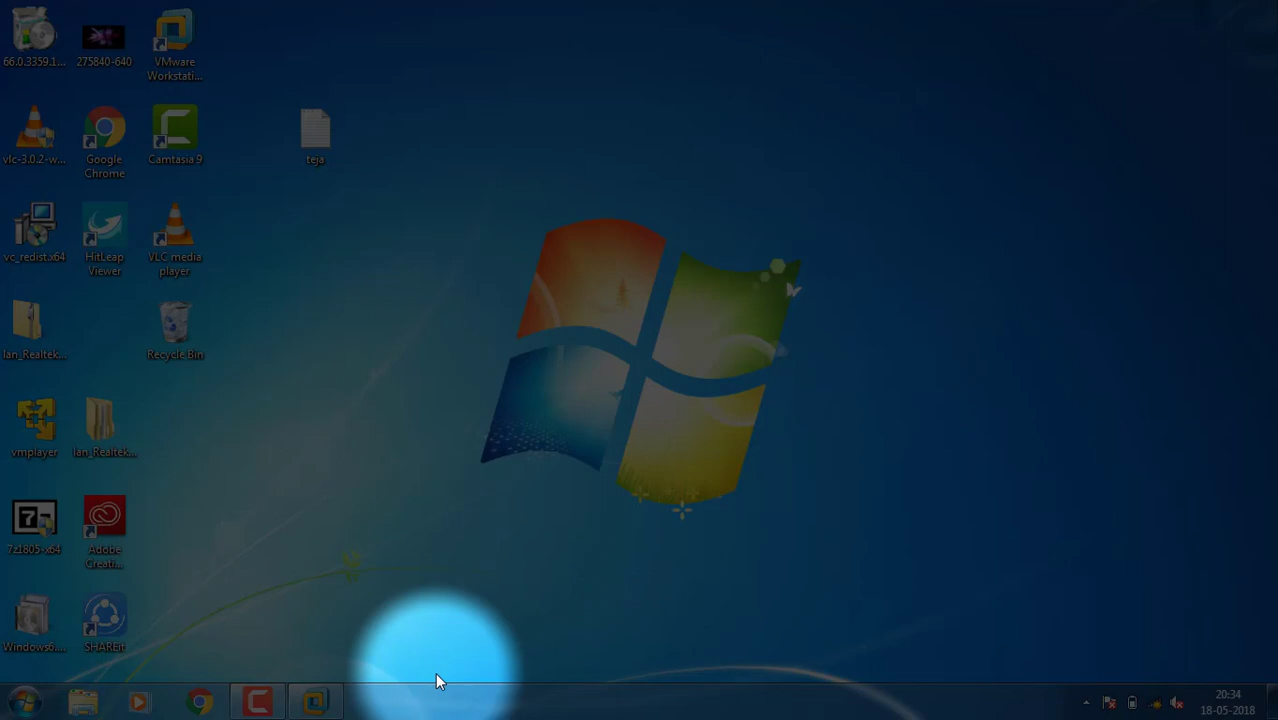 66.0.3359.1...
275840-640
VMware
Workstati...
vlc-3.0.2-w...
Google
Chrome
Camtasia 9
teja
vc_redist.x64
HitLeap
Viewer
VLC media
player
lan_Realtek...
Recycle Bin
vmplayer
lan_Realtek...
7z1805-x64
Adobe
Creati...
Windows6....
SHAREit
20:34
18-05-2018